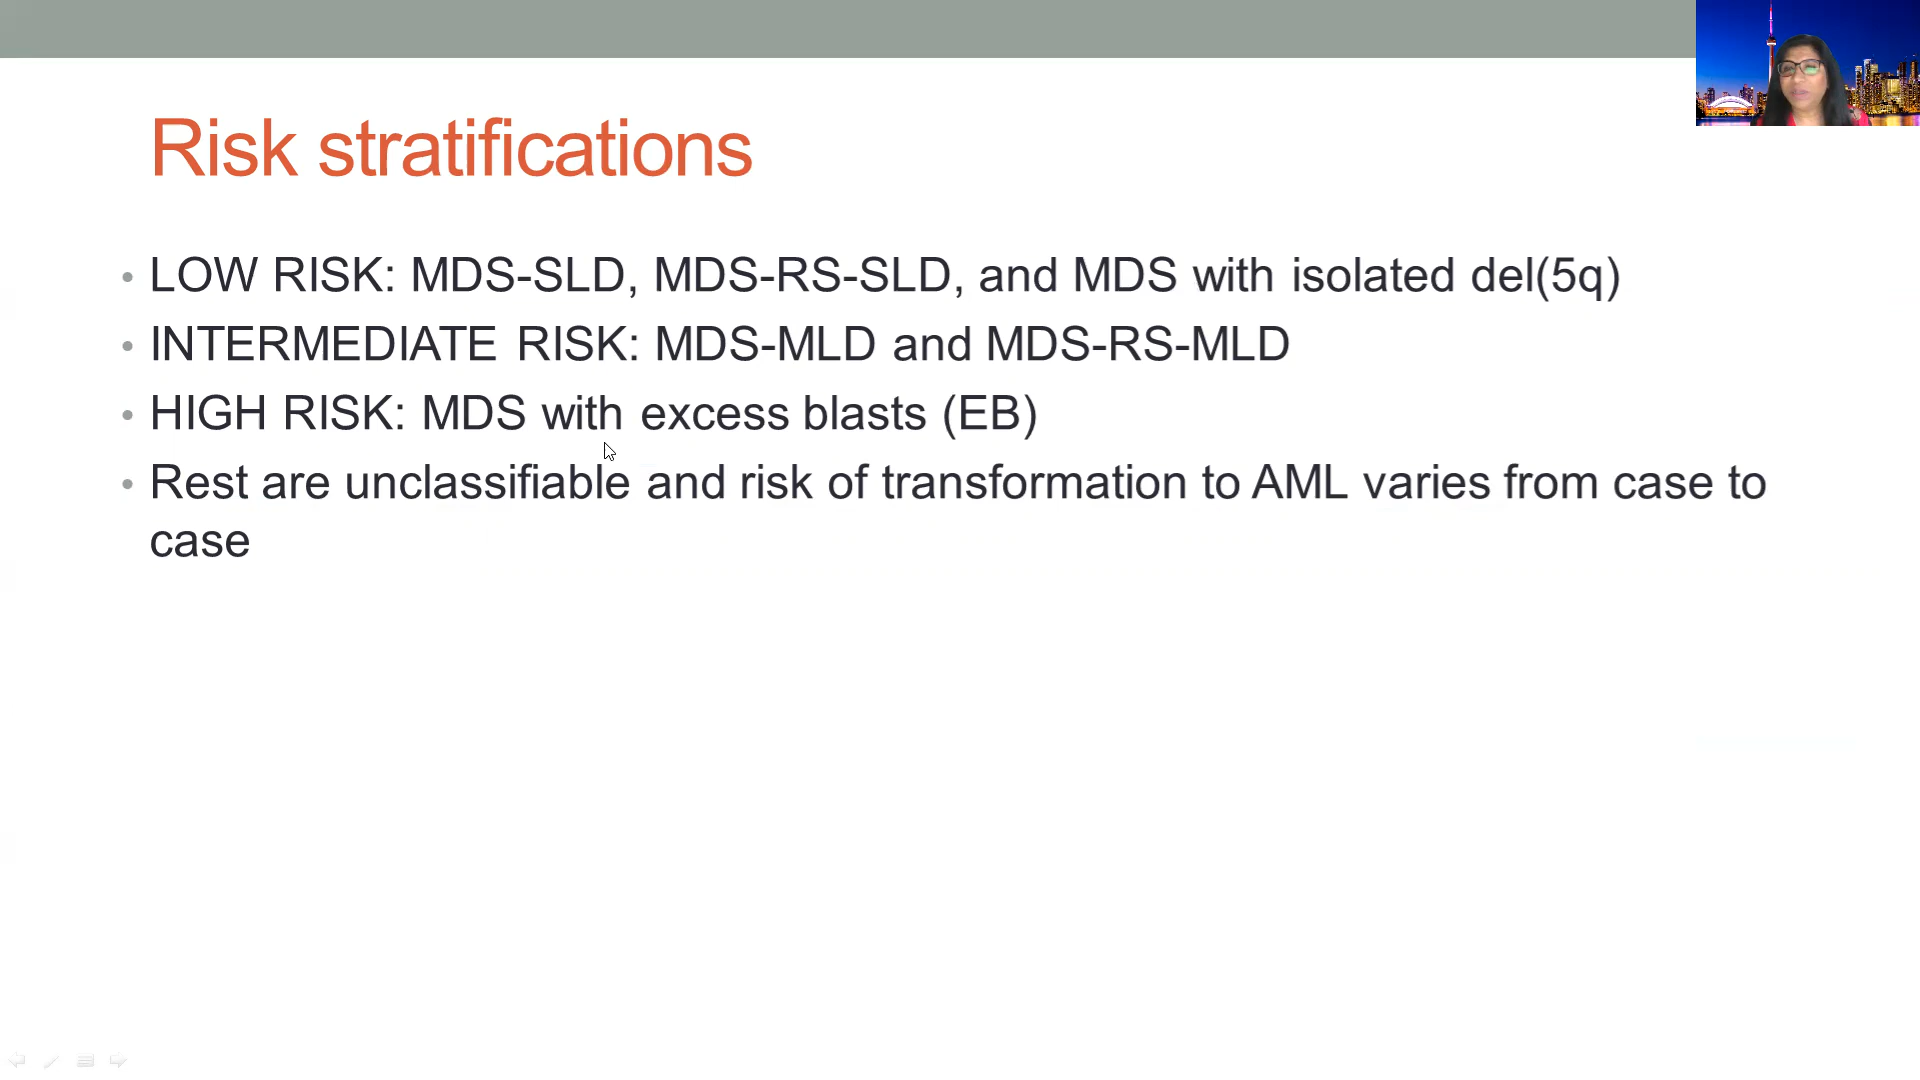 Risk stratifications
• LOW RISK: MDS-SLD, MDS-RS-SLD, and MDS with isolated del(5q)
• INTERMEDIATE RISK: MDS-MLD and MDS-RS-MLD
• HIGH RISK: MDS with excess blasts (EB)
• Rest are unclassifiable and risk of transformation to AML varies from case to
case